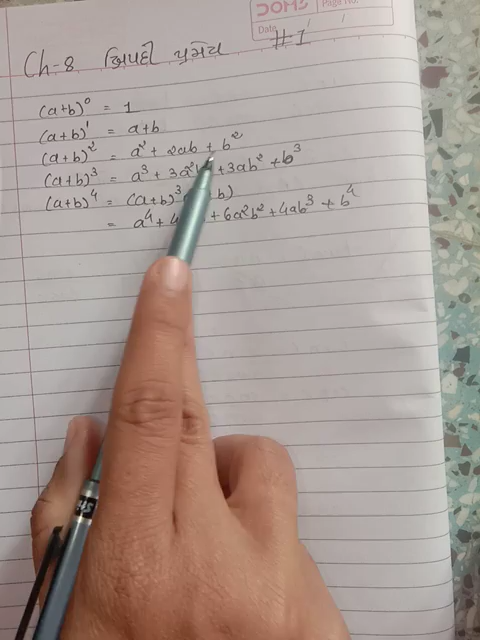 DOMS Page No.
Date / /
Ch-8 દ્વિપદી પ્રમેય #1
(a+b)⁰ = 1
(a+b)¹ = a+b
(a+b)² = a² + 2ab + b²
(a+b)³ = a³ + 3a²b + 3ab² + b³
(a+b)⁴ = (a+b)³ b)
= a⁴ + 4 + 6a²b² + 4ab³ + b⁴